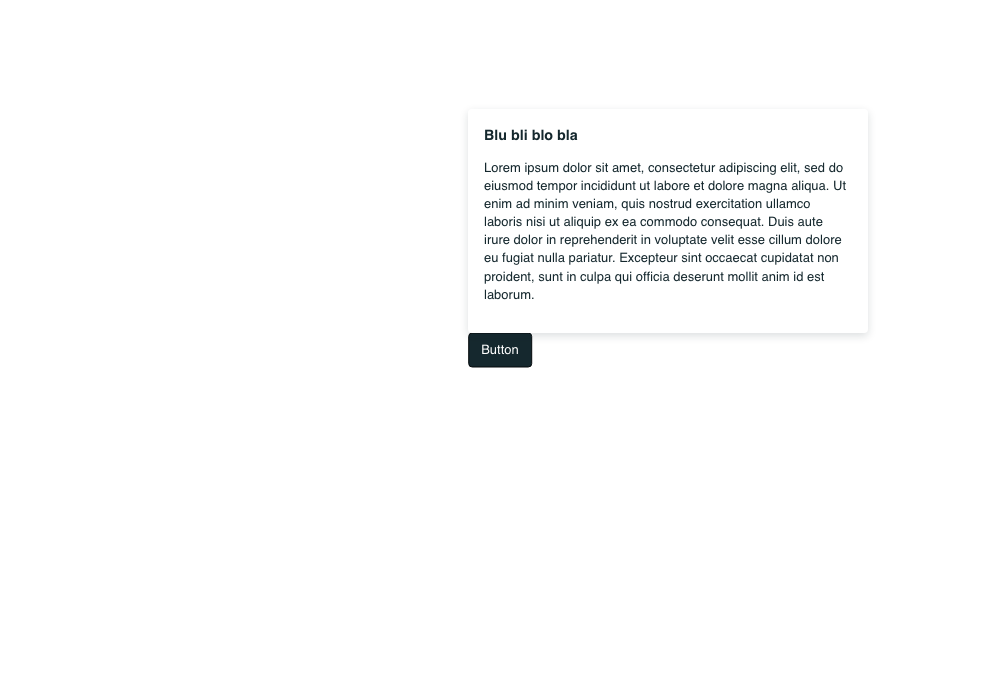 Blu bli blo bla
Lorem ipsum dolor sit amet, consectetur adipiscing elit, sed do
eiusmod tempor incididunt ut labore et dolore magna aliqua. Ut
enim ad minim veniam, quis nostrud exercitation ullamco
laboris nisi ut aliquip ex ea commodo consequat. Duis aute
irure dolor in reprehenderit in voluptate velit esse cillum dolore
eu fugiat nulla pariatur. Excepteur sint occaecat cupidatat non
proident, sunt in culpa qui officia deserunt mollit anim id est
laborum.
Button